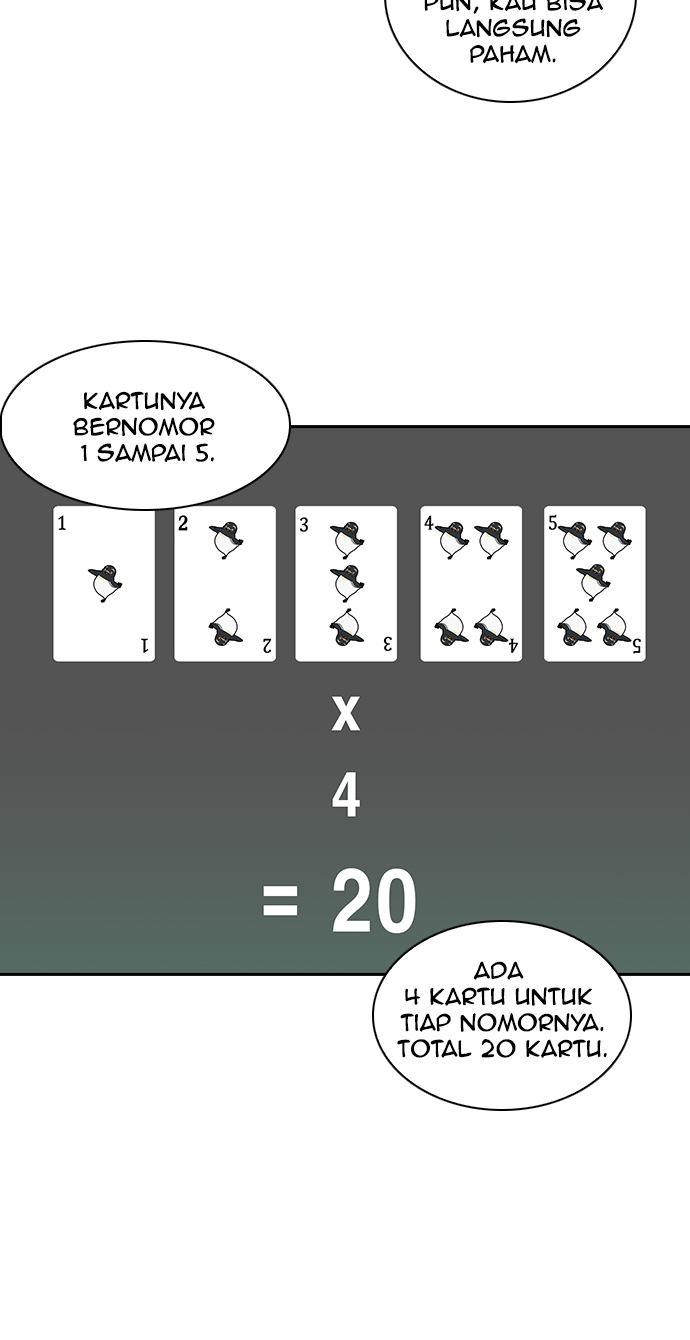 PUN, KAU BISA
LANGSUNG
PAHAM.
KARTUNYA
BERNOMOR
1 SAMPAI 5.
1
2
3
4
5
1
2
3
4
5
x
4
= 20
ADA
4 KARTU UNTUK
TIAP NOMORNYA.
TOTAL 20 KARTU.